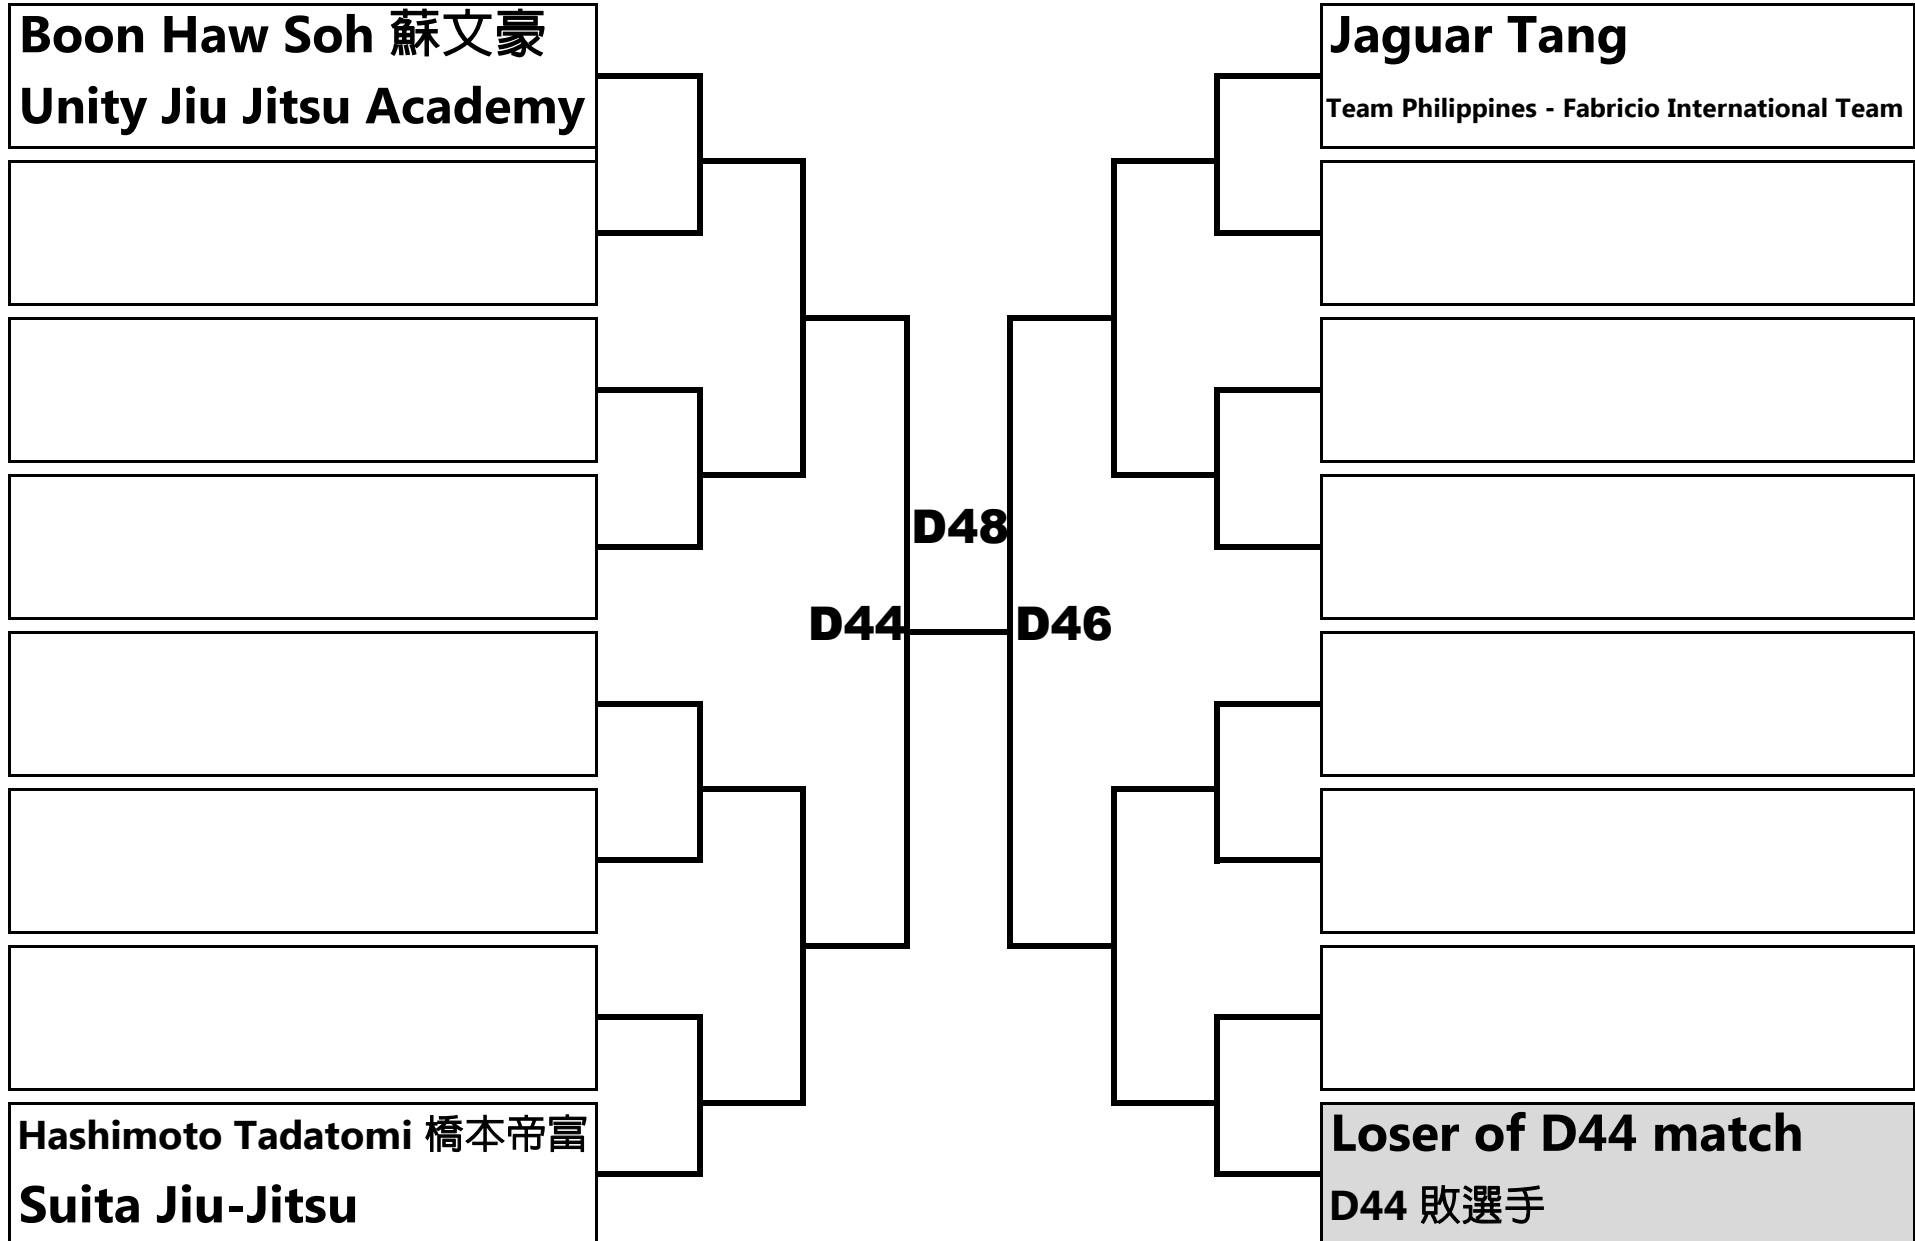 Boon Haw Soh 蘇文豪
Unity Jiu Jitsu Academy
Jaguar Tang
Team Philippines - Fabricio International Team
D48
D44
D46
Hashimoto Tadatomi 橋本帝富
Suita Jiu-Jitsu
Loser of D44 match
D44 敗選手